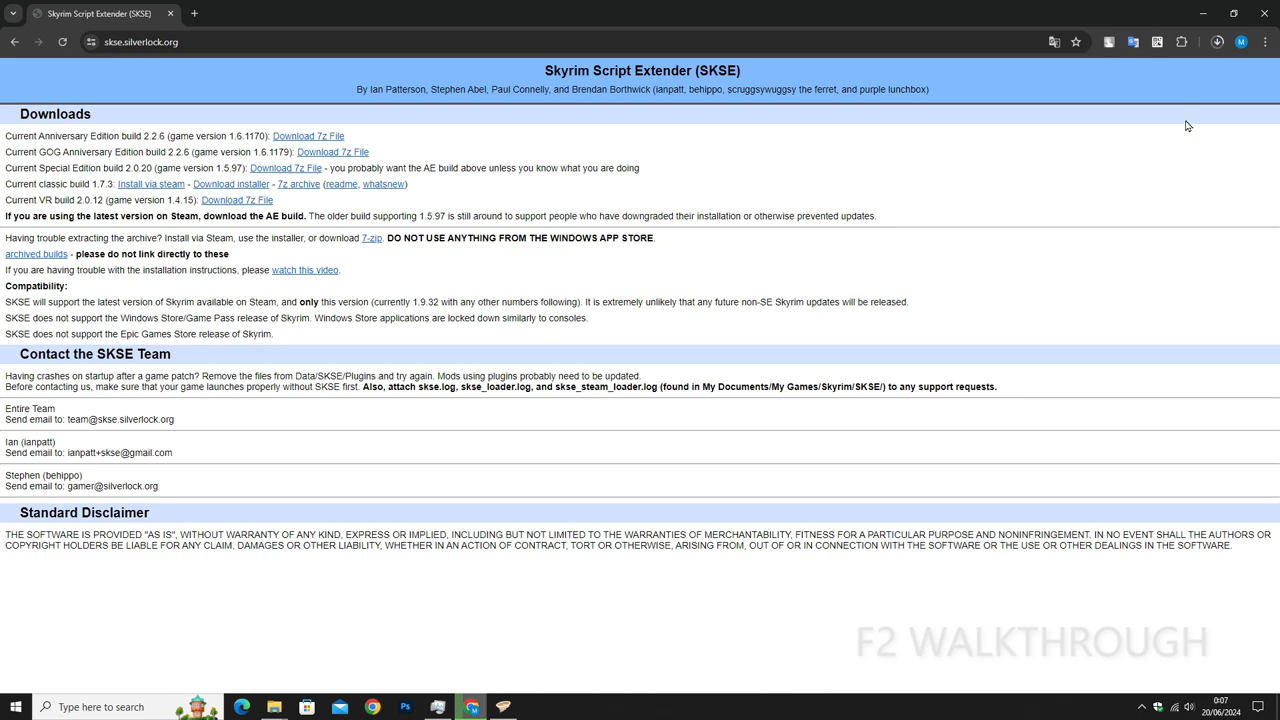 Skyrim Script Extender (SKSE)
skse.silverlock.org
Skyrim Script Extender (SKSE)
By Ian Patterson, Stephen Abel, Paul Connelly, and Brendan Borthwick (ianpatt, behippo, scruggsywuggsy the ferret, and purple lunchbox)
Downloads
Current Anniversary Edition build 2.2.6 (game version 1.6.1170): Download 7z File
Current GOG Anniversary Edition build 2.2.6 (game version 1.6.1179): Download 7z File
Current Special Edition build 2.0.20 (game version 1.5.97): Download 7z File - you probably want the AE build above unless you know what you are doing
Current classic build 1.7.3: Install via steam - Download installer - 7z archive (readme, whatsnew)
Current VR build 2.0.12 (game version 1.4.15): Download 7z File
If you are using the latest version on Steam, download the AE build. The older build supporting 1.5.97 is still around to support people who have downgraded their installation or otherwise prevented updates.
Having trouble extracting the archive? Install via Steam, use the installer, or download 7-zip. DO NOT USE ANYTHING FROM THE WINDOWS APP STORE.
archived builds - please do not link directly to these
If you are having trouble with the installation instructions, please watch this video.
Compatibility:
SKSE will support the latest version of Skyrim available on Steam, and only this version (currently 1.9.32 with any other numbers following). It is extremely unlikely that any future non-SE Skyrim updates will be released.
SKSE does not support the Windows Store/Game Pass release of Skyrim. Windows Store applications are locked down similarly to consoles.
SKSE does not support the Epic Games Store release of Skyrim.
Contact the SKSE Team
Having crashes on startup after a game patch? Remove the files from Data/SKSE/Plugins and try again. Mods using plugins probably need to be updated.
Before contacting us, make sure that your game launches properly without SKSE first. Also, attach skse.log, skse_loader.log, and skse_steam_loader.log (found in My Documents/My Games/Skyrim/SKSE/) to any support requests.
Entire Team
Send email to: team@skse.silverlock.org
Ian (ianpatt)
Send email to: ianpatt+skse@gmail.com
Stephen (behippo)
Send email to: gamer@silverlock.org
Standard Disclaimer
THE SOFTWARE IS PROVIDED "AS IS", WITHOUT WARRANTY OF ANY KIND, EXPRESS OR IMPLIED, INCLUDING BUT NOT LIMITED TO THE WARRANTIES OF MERCHANTABILITY, FITNESS FOR A PARTICULAR PURPOSE AND NONINFRINGEMENT. IN NO EVENT SHALL THE AUTHORS OR
COPYRIGHT HOLDERS BE LIABLE FOR ANY CLAIM, DAMAGES OR OTHER LIABILITY, WHETHER IN AN ACTION OF CONTRACT, TORT OR OTHERWISE, ARISING FROM, OUT OF OR IN CONNECTION WITH THE SOFTWARE OR THE USE OR OTHER DEALINGS IN THE SOFTWARE.
F2 WALKTHROUGH
Type here to search
0:07
20/06/2024